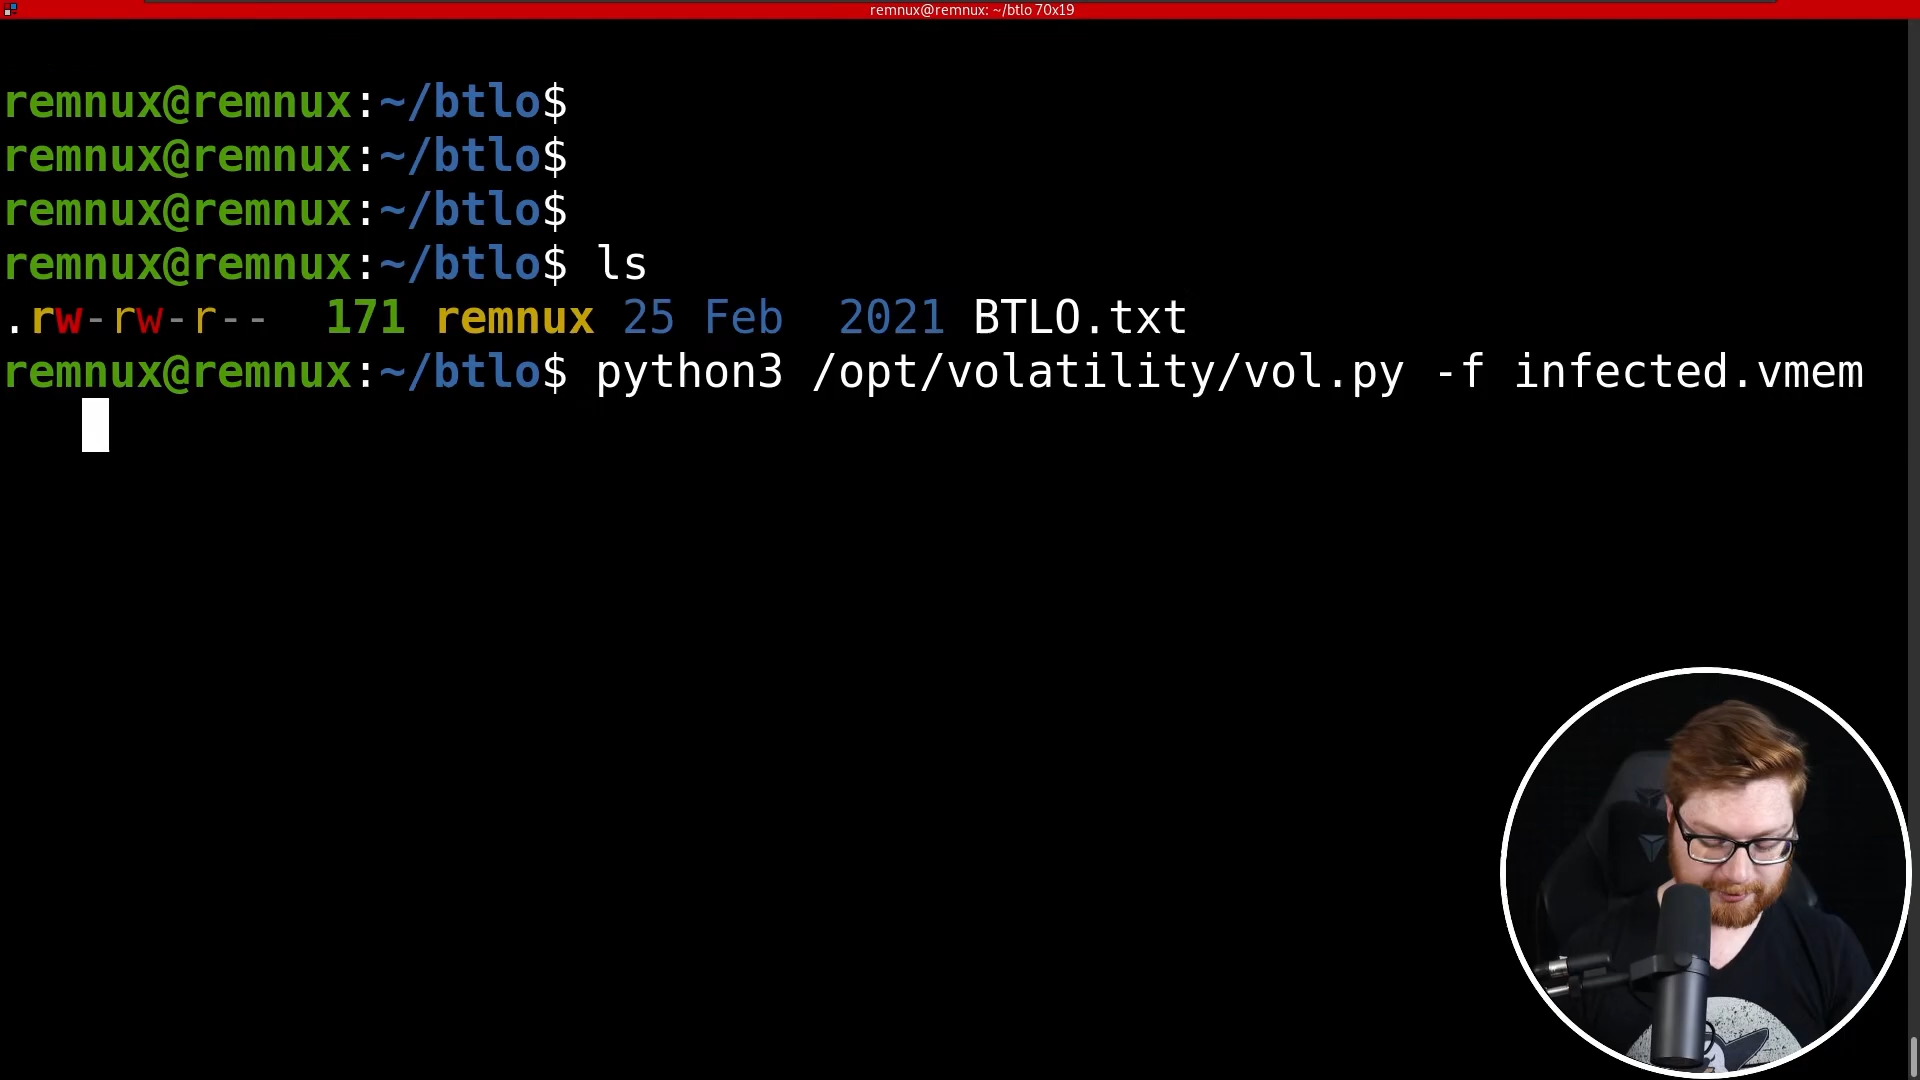 remnux@remnux: ~/btlo 70x19
remnux@remnux:~/btlo$
remnux@remnux:~/btlo$
remnux@remnux:~/btlo$
remnux@remnux:~/btlo$ ls
.rw-rw-r--  171 remnux 25 Feb  2021 BTLO.txt
remnux@remnux:~/btlo$ python3 /opt/volatility/vol.py -f infected.vmem